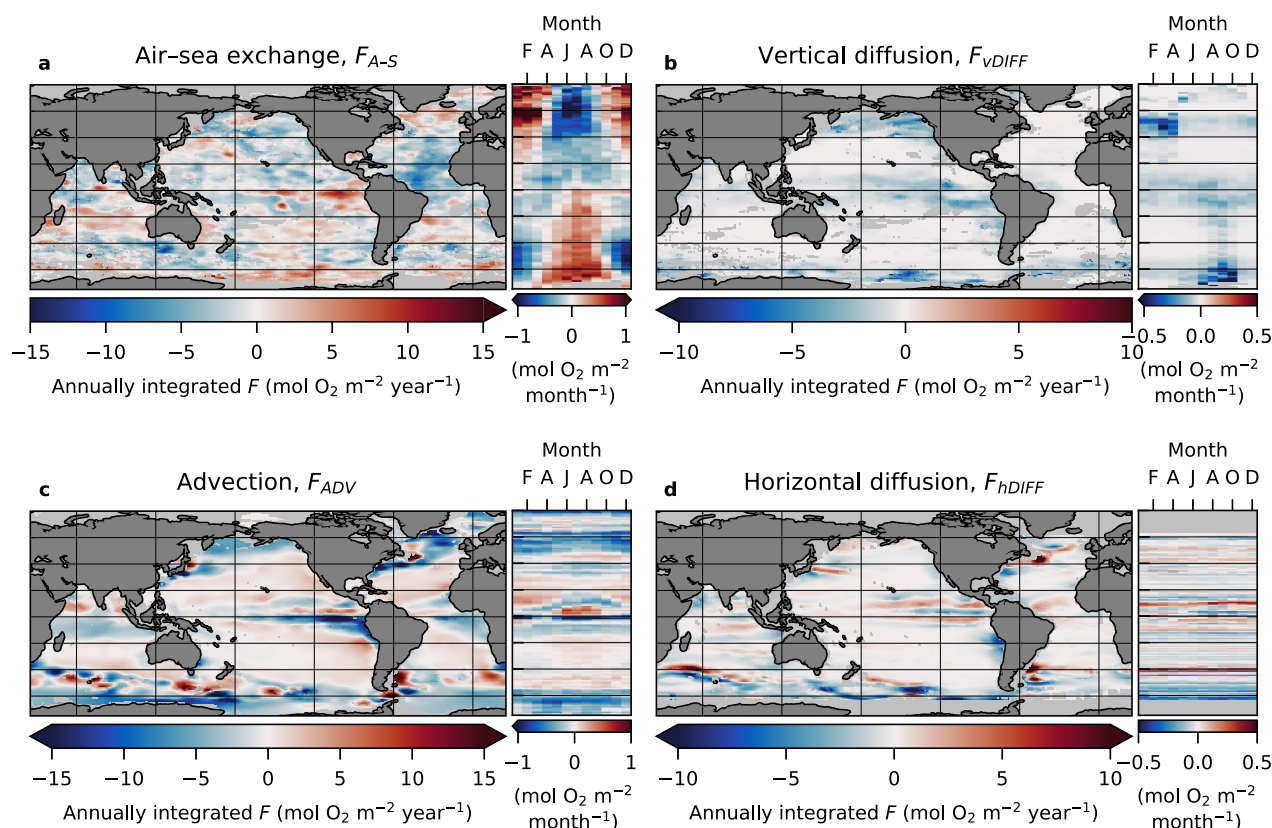 Month
F A J A O D
a Air–sea exchange, F_A–S
−15 −10 −5 0 5 10 15
Annually integrated F (mol O₂ m⁻² year⁻¹)
−1 0 1
(mol O₂ m⁻²
month⁻¹)
Month
F A J A O D
b Vertical diffusion, F_vDIFF
−10 −5 0 5 10
Annually integrated F (mol O₂ m⁻² year⁻¹)
−0.5 0.0 0.5
(mol O₂ m⁻²
month⁻¹)
Month
F A J A O D
c Advection, F_ADV
−15 −10 −5 0 5 10 15
Annually integrated F (mol O₂ m⁻² year⁻¹)
−1 0 1
(mol O₂ m⁻²
month⁻¹)
Month
F A J A O D
d Horizontal diffusion, F_hDIFF
−10 −5 0 5 10
Annually integrated F (mol O₂ m⁻² year⁻¹)
−0.5 0.0 0.5
(mol O₂ m⁻²
month⁻¹)